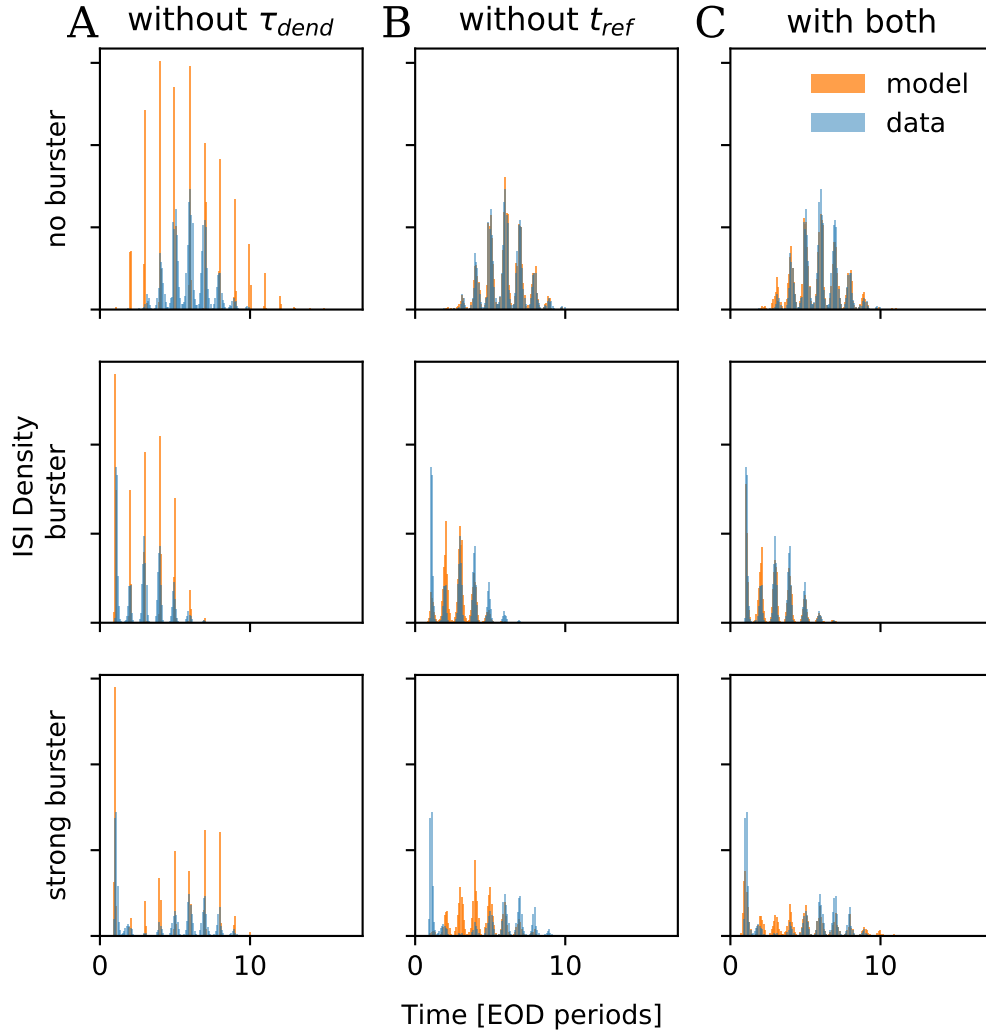 A without τdend B without tref C with both
model
data
no burster
ISI Density
burster
strong burster
0 10 0 10 0 10
Time [EOD periods]